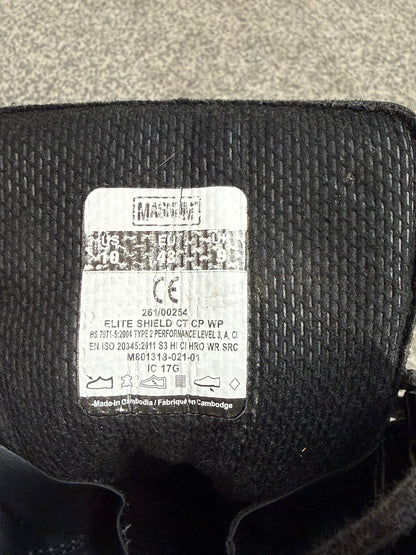 MAGNUM
US EU UK
10 43 9
CE
261/00254
ELITE SHIELD CT CP WP
BS 7971-5:2004 TYPE 2 PERFORMANCE LEVEL 3, A, CI
EN ISO 20345:2011 S3 HI CI HRO WR SRC
M801318-021-01
IC 17G
Made in Cambodia / Fabriqué en Cambodge